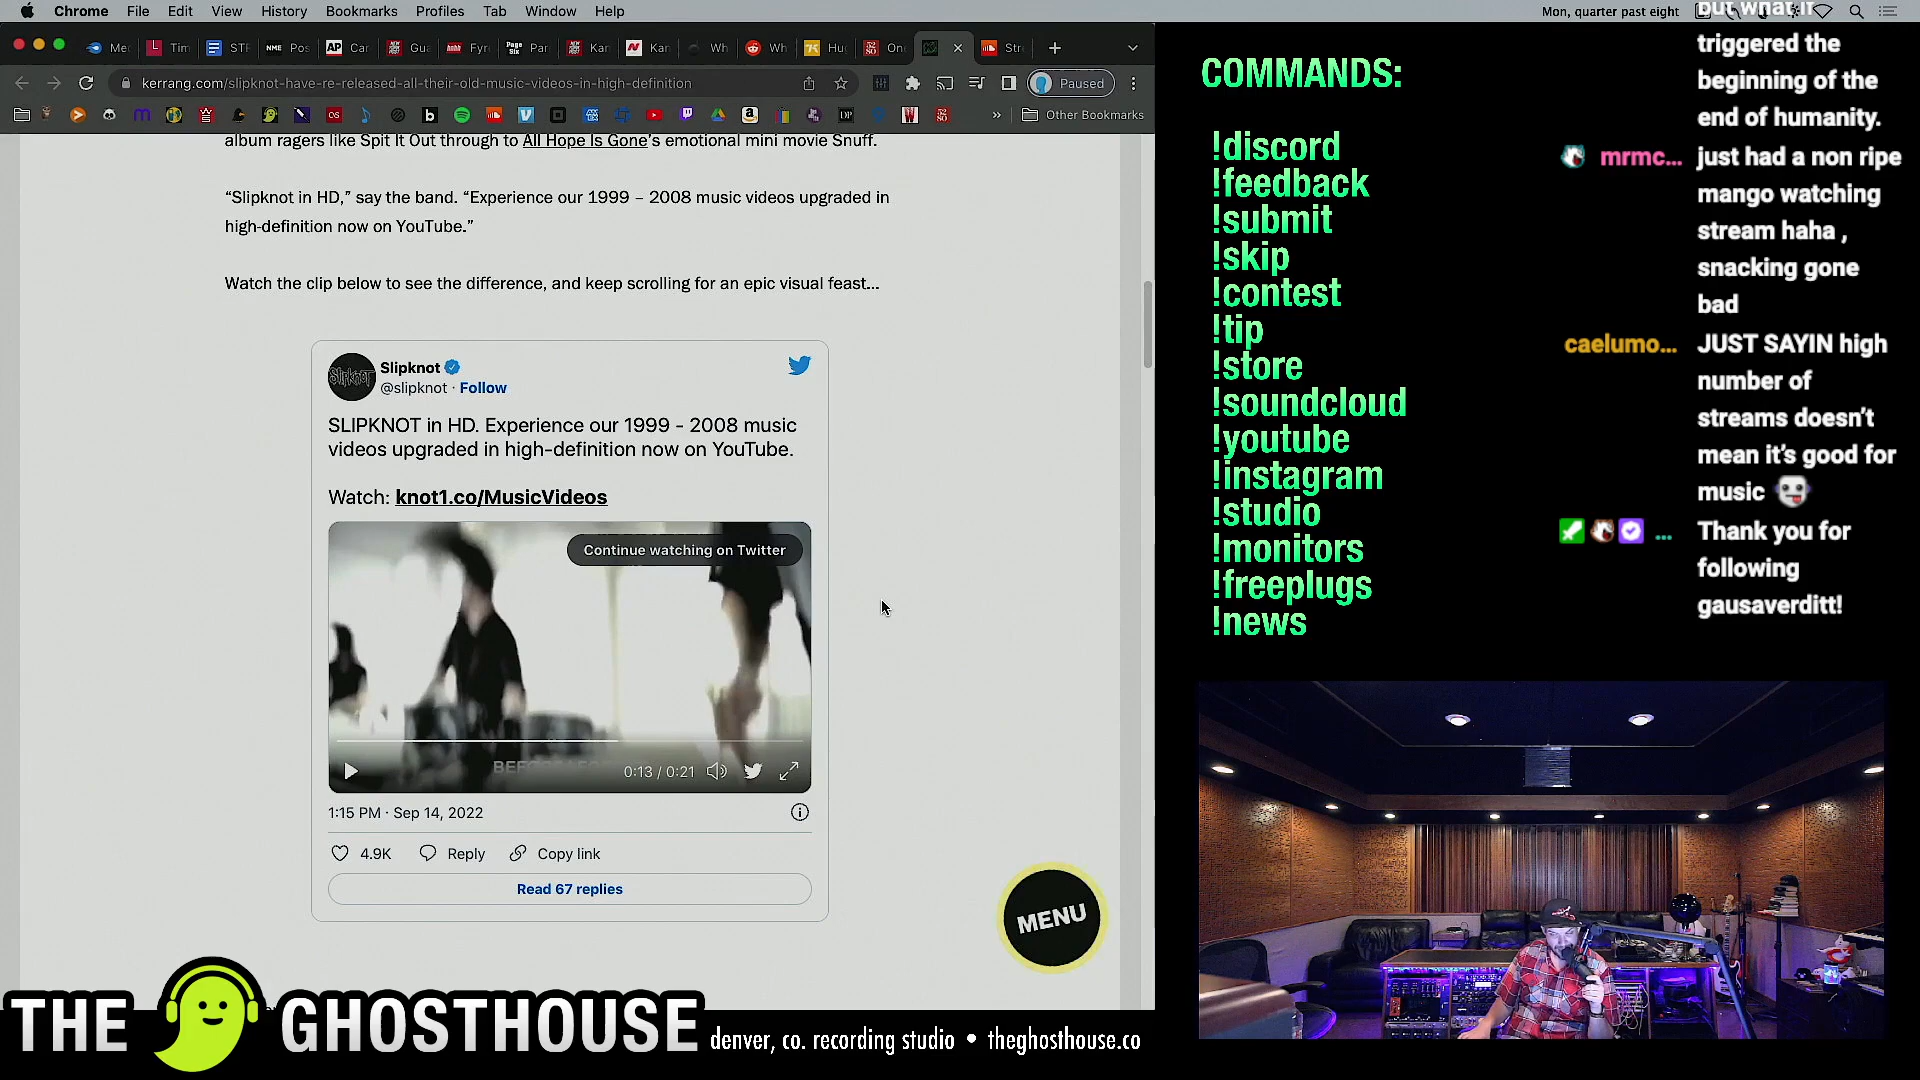 Chrome File Edit View History Bookmarks Profiles Tab Window Help
Mon, quarter past eight
kerrang.com/slipknot-have-re-released-all-their-old-music-videos-in-high-definition
Paused
Other Bookmarks
album ragers like Spit It Out through to All Hope Is Gone's emotional mini movie Snuff.
“Slipknot in HD,” say the band. “Experience our 1999 – 2008 music videos upgraded in
high-definition now on YouTube.”
Watch the clip below to see the difference, and keep scrolling for an epic visual feast...
Slipknot
@slipknot · Follow
SLIPKNOT in HD. Experience our 1999 - 2008 music
videos upgraded in high-definition now on YouTube.
Watch: knot1.co/MusicVideos
Continue watching on Twitter
0:13 / 0:21
1:15 PM · Sep 14, 2022
4.9K Reply Copy link
Read 67 replies
MENU
THE GHOSTHOUSE
denver, co. recording studio • theghosthouse.co
COMMANDS:
!discord
!feedback
!submit
!skip
!contest
!tip
!store
!soundcloud
!youtube
!instagram
!studio
!monitors
!freeplugs
!news
but what if
triggered the
beginning of the
end of humanity.
mrmc... just had a non ripe
mango watching
stream haha ,
snacking gone
bad
caelumo... JUST SAYIN high
number of
streams doesn’t
mean it’s good for
music
... Thank you for
following
gausaverditt!